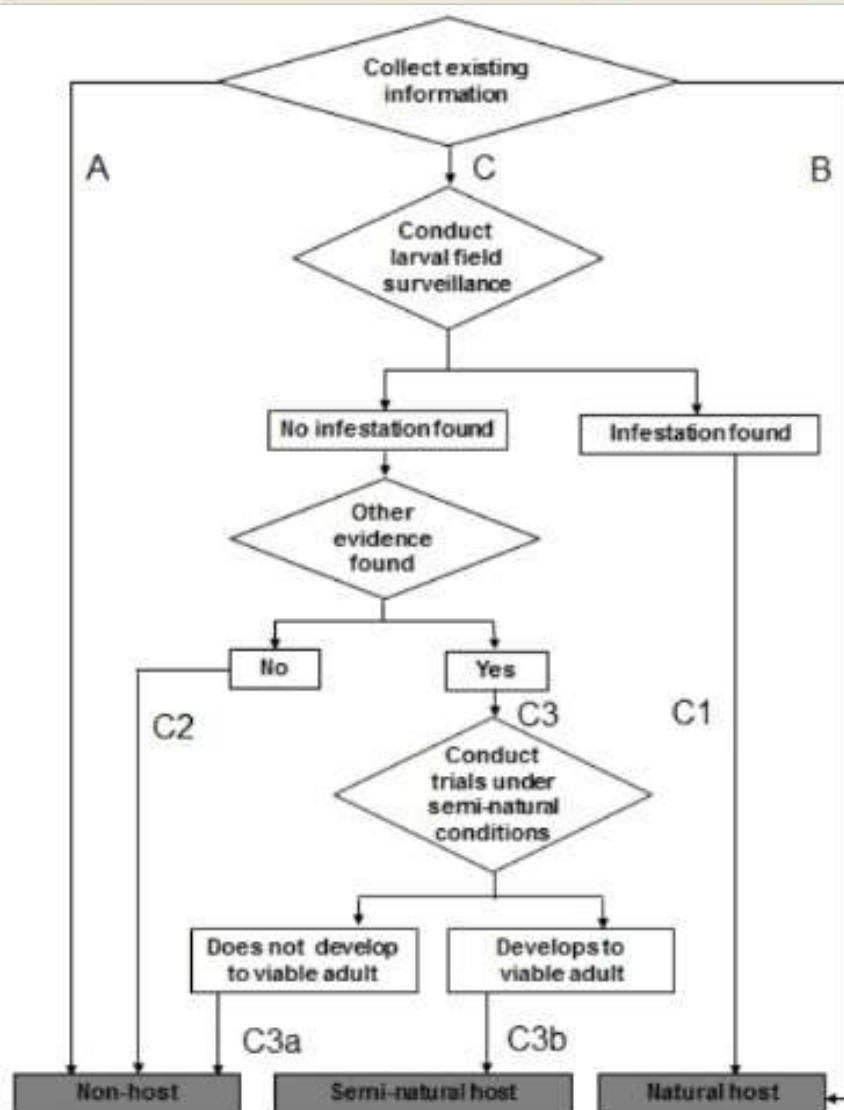 Collect existing
information
A
C
B
Conduct
larval field
surveillance
No infestation found
Infestation found
Other
evidence
found
No
Yes
C2
C3
C1
Conduct
trials under
semi-natural
conditions
Does not develop
to viable adult
Develops to
viable adult
C3a
C3b
Non-host
Semi-natural host
Natural host